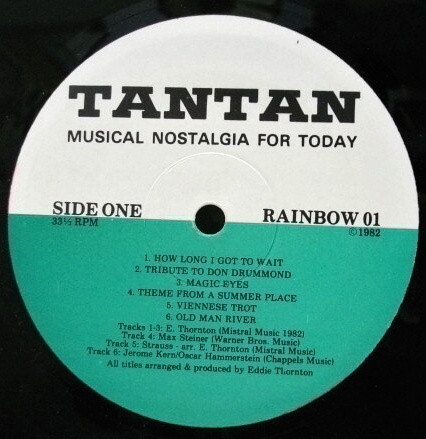 TANTAN
MUSICAL NOSTALGIA FOR TODAY
SIDE ONE
33⅓ RPM
RAINBOW 01
©1982
1. HOW LONG I GOT TO WAIT
2. TRIBUTE TO DON DRUMMOND
3. MAGIC EYES
4. THEME FROM A SUMMER PLACE
5. VIENNESE TROT
6. OLD MAN RIVER
Tracks 1-3: E. Thornton (Mistral Music 1982)
Track 4: Max Steiner (Warner Bros. Music)
Track 5: Strauss - arr. E. Thornton (Mistral Music)
Track 6: Jerome Kern/Oscar Hammerstein (Chappels Music)
All titles arranged & produced by Eddie Thornton